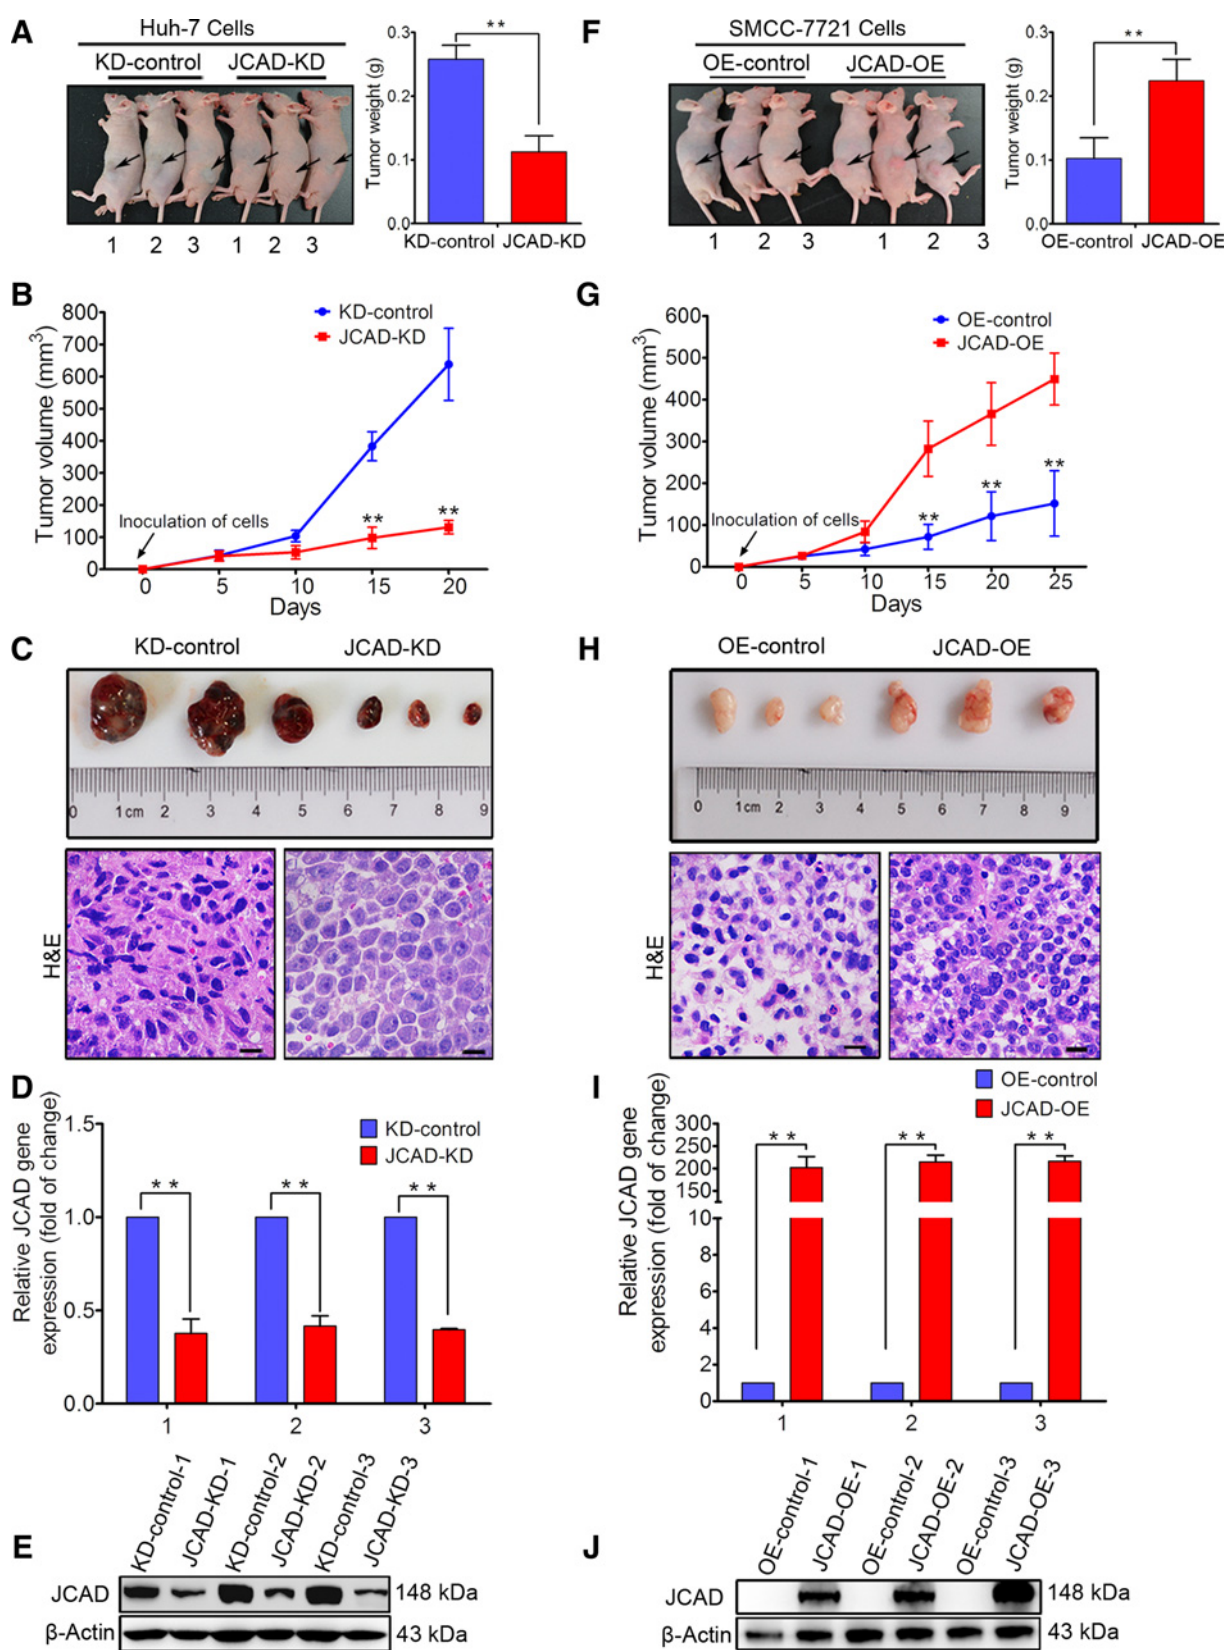 A
Huh-7 Cells
KD-control JCAD-KD
1 2 3 1 2 3
Tumor weight (g)
0.3
0.2
0.1
0.0
**
KD-control JCAD-KD
F
SMCC-7721 Cells
OE-control JCAD-OE
1 2 3 1 2 3
Tumor weight (g)
0.3
0.2
0.1
0.0
**
OE-control JCAD-OE
B
Tumor volume (mm³)
800
700
600
500
400
300
200
100
0
KD-control
JCAD-KD
Inoculation of cells
** **
0 5 10 15 20
Days
G
Tumor volume (mm³)
600
500
400
300
200
100
0
OE-control
JCAD-OE
Inoculation of cells
** ** **
0 5 10 15 20 25
Days
C
KD-control JCAD-KD
0 1cm 2 3 4 5 6 7 8 9
H&E
H
OE-control JCAD-OE
0 1 2 3 4 5 6 7 8 9
H&E
D
Relative JCAD gene
expression (fold of change)
1.5
1.0
0.5
0.0
KD-control
JCAD-KD
** ** **
1 2 3
I
Relative JCAD gene
expression (fold of change)
300
250
200
150
10
8
6
4
2
0
OE-control
JCAD-OE
** ** **
1 2 3
E
KD-control-1 JCAD-KD-1 KD-control-2 JCAD-KD-2 KD-control-3 JCAD-KD-3
JCAD 148 kDa
β-Actin 43 kDa
J
OE-control-1 JCAD-OE-1 OE-control-2 JCAD-OE-2 OE-control-3 JCAD-OE-3
JCAD 148 kDa
β-Actin 43 kDa